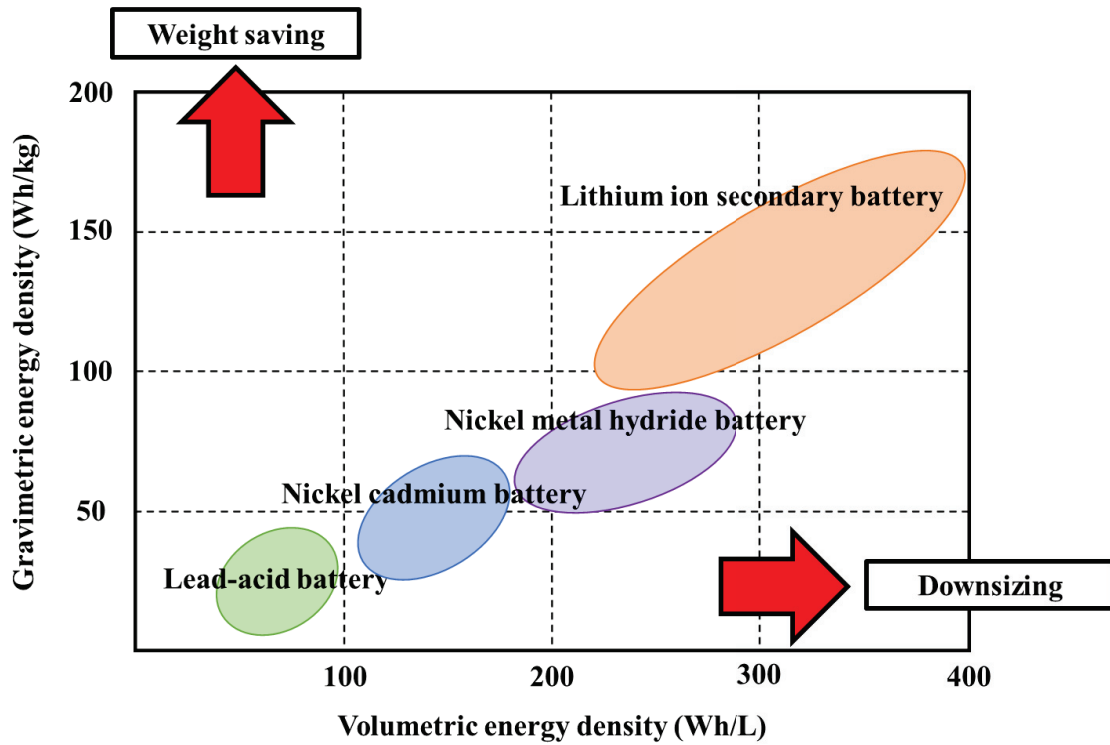 Weight saving
200
150
100
50
Gravimetric energy density (Wh/kg)
Lithium ion secondary battery
Nickel metal hydride battery
Nickel cadmium battery
Lead-acid battery
Downsizing
100
200
300
400
Volumetric energy density (Wh/L)